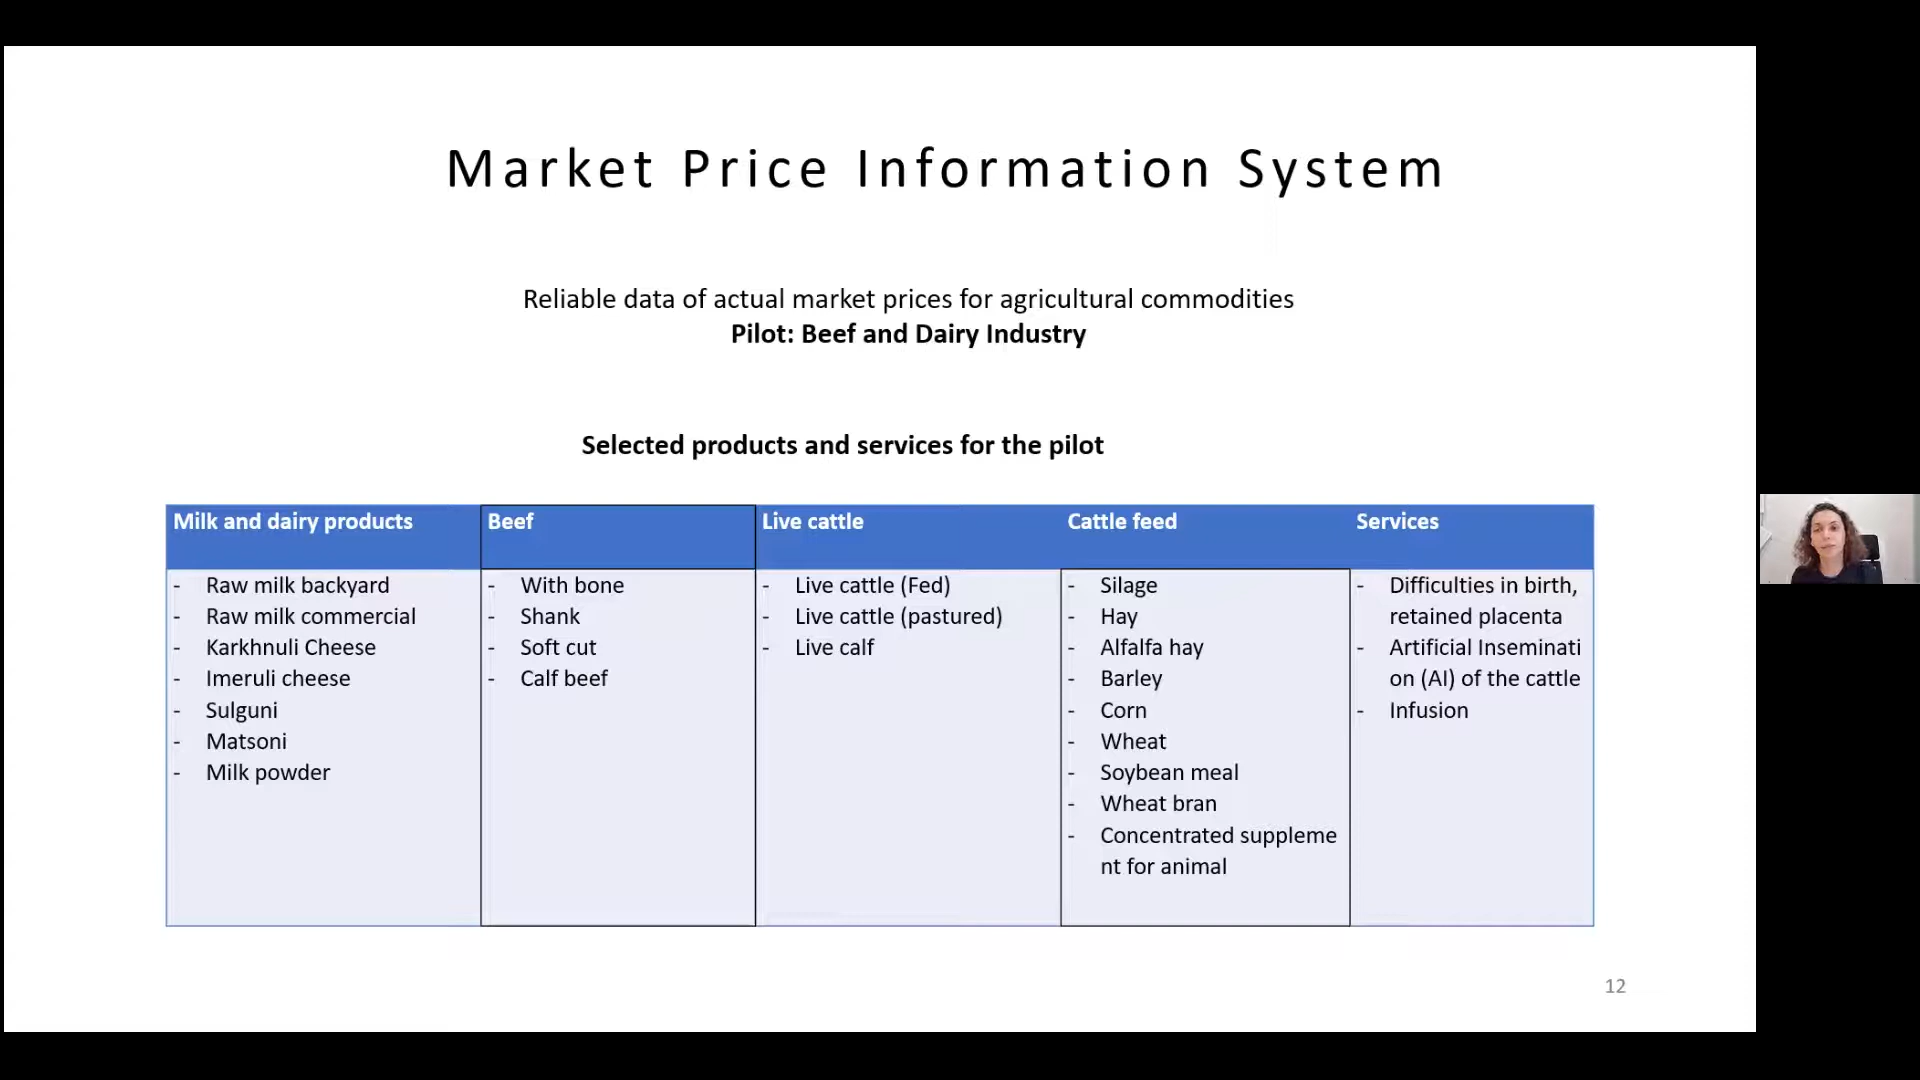 Market Price Information System
Reliable data of actual market prices for agricultural commodities
Pilot: Beef and Dairy Industry
Selected products and services for the pilot
Milk and dairy products
- Raw milk backyard
- Raw milk commercial
- Karkhnuli Cheese
- Imeruli cheese
- Sulguni
- Matsoni
- Milk powder
Beef
- With bone
- Shank
- Soft cut
- Calf beef
Live cattle
- Live cattle (Fed)
- Live cattle (pastured)
- Live calf
Cattle feed
- Silage
- Hay
- Alfalfa hay
- Barley
- Corn
- Wheat
- Soybean meal
- Wheat bran
- Concentrated suppleme
nt for animal
Services
- Difficulties in birth,
retained placenta
- Artificial Inseminati
on (AI) of the cattle
- Infusion
12